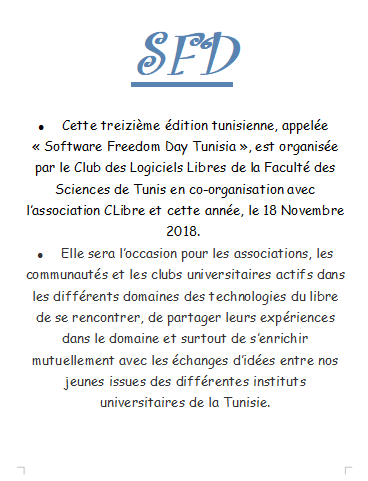 SFD
• Cette treizième édition tunisienne, appelée
« Software Freedom Day Tunisia », est organisée
par le Club des Logiciels Libres de la Faculté des
Sciences de Tunis en co-organisation avec
l’association CLibre et cette année, le 18 Novembre
2018.
• Elle sera l’occasion pour les associations, les
communautés et les clubs universitaires actifs dans
les différents domaines des technologies du libre
de se rencontrer, de partager leurs expériences
dans le domaine et surtout de s’enrichir
mutuellement avec les échanges d’idées entre nos
jeunes issues des différentes instituts
universitaires de la Tunisie.